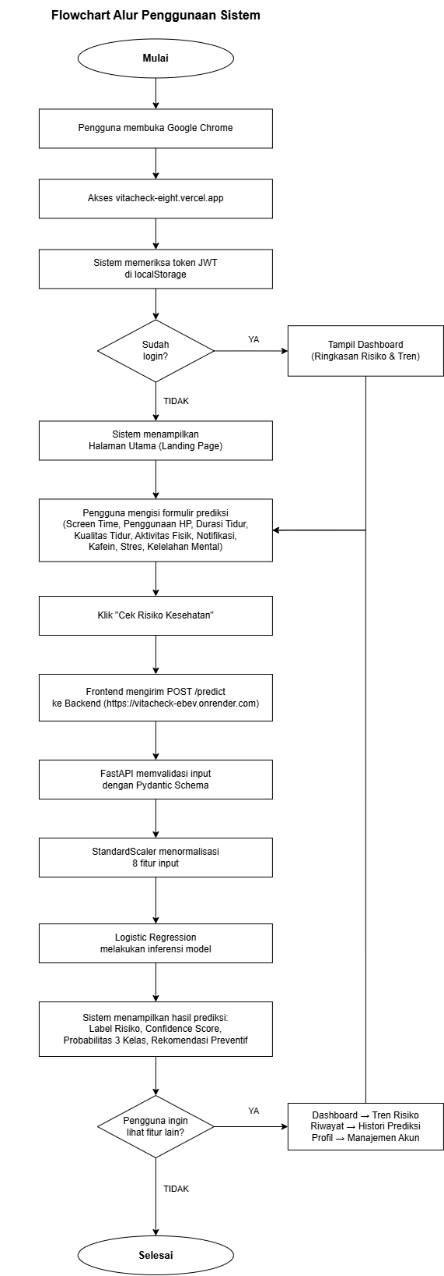 Flowchart Alur Penggunaan Sistem
Mulai
Pengguna membuka Google Chrome
Akses vitacheck-eight.vercel.app
Sistem memeriksa token JWT
di localStorage
Sudah
login?
YA
Tampil Dashboard
(Ringkasan Risiko & Tren)
TIDAK
Sistem menampilkan
Halaman Utama (Landing Page)
Pengguna mengisi formulir prediksi
(Screen Time, Penggunaan HP, Durasi Tidur,
Kualitas Tidur, Aktivitas Fisik, Notifikasi,
Kafein, Stres, Kelelahan Mental)
Klik "Cek Risiko Kesehatan"
Frontend mengirim POST /predict
ke Backend (https://vitacheck-ebev.onrender.com)
FastAPI memvalidasi input
dengan Pydantic Schema
StandardScaler menormalisasi
8 fitur input
Logistic Regression
melakukan inferensi model
Sistem menampilkan hasil prediksi:
Label Risiko, Confidence Score,
Probabilitas 3 Kelas, Rekomendasi Preventif
Pengguna ingin
lihat fitur lain?
YA
Dashboard → Tren Risiko
Riwayat → Histori Prediksi
Profil → Manajemen Akun
TIDAK
Selesai